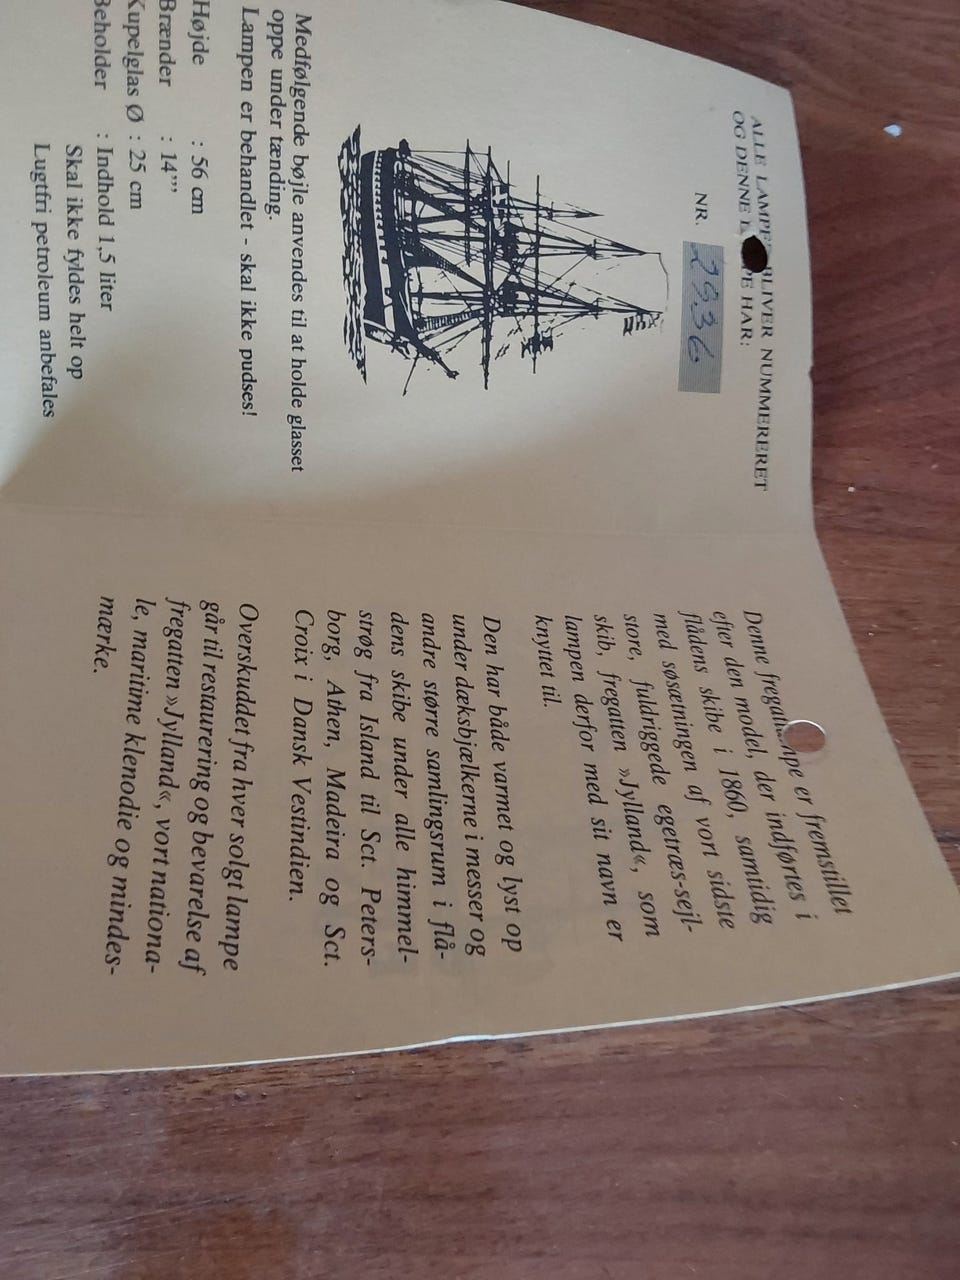 ALLE LAMPER BLIVER NUMMERERET
OG DENNE HAR:
NR. 2936
Medfølgende bøjle anvendes til at holde glasset
oppe under tænding.
Lampen er behandlet - skal ikke pudses!
Højde : 56 cm
Brænder : 14”’
Kupelglas Ø : 25 cm
Beholder : Indhold 1,5 liter
Skal ikke fyldes helt op
Lugtfri petroleum anbefales
Denne fregatlampe er fremstillet
efter den model, der indførtes i
flådens skibe i 1860, samtidig
med søsætningen af vort sidste
store, fuldriggede egetræs-sejl-
skib, fregatten »Jylland«, som
lampen derfor med sit navn er
knyttet til.
Den har både varmet og lyst op
under dæksbjælkerne i messer og
andre større samlingsrum i flå-
dens skibe under alle himmel-
strøg fra Island til Sct. Peters-
borg, Athen, Madeira og Sct.
Croix i Dansk Vestindien.
Overskuddet fra hver solgt lampe
går til restaurering og bevarelse af
fregatten »Jylland«, vort nationa-
le, maritime klenodie og mindes-
mærke.